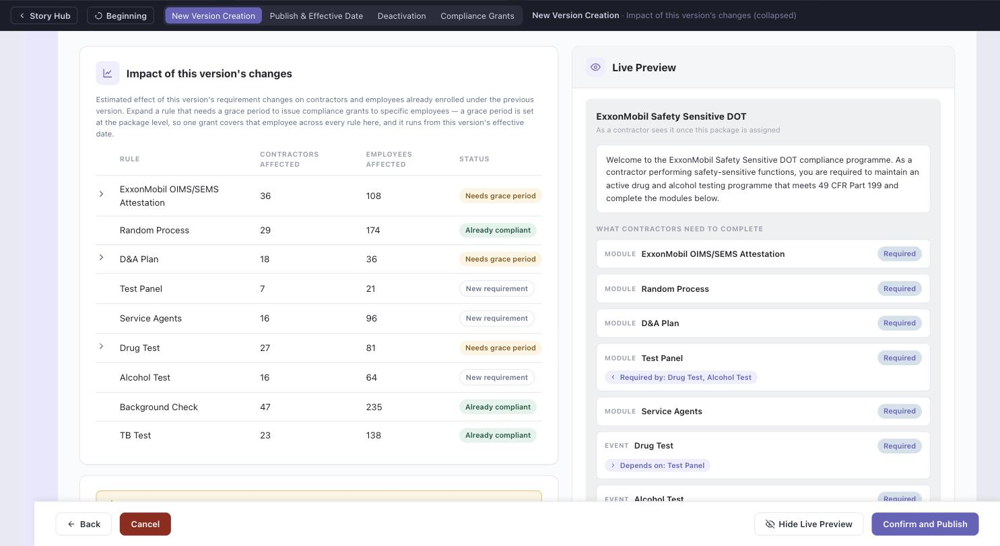 Story Hub
Beginning
New Version Creation
Publish & Effective Date
Deactivation
Compliance Grants
New Version Creation · Impact of this version's changes (collapsed)
Impact of this version's changes
Estimated effect of this version's requirement changes on contractors and employees already enrolled under the previous
version. Expand a rule that needs a grace period to issue compliance grants to specific employees — a grace period is set
at the package level, so one grant covers that employee across every rule here, and it runs from this version's effective
date.
RULE
CONTRACTORS
AFFECTED
EMPLOYEES
AFFECTED
STATUS
ExxonMobil OIMS/SEMS
Attestation
36
108
Needs grace period
Random Process
29
174
Already compliant
D&A Plan
18
36
Needs grace period
Test Panel
7
21
New requirement
Service Agents
16
96
New requirement
Drug Test
27
81
Needs grace period
Alcohol Test
16
64
New requirement
Background Check
47
235
Already compliant
TB Test
23
138
Already compliant
Live Preview
ExxonMobil Safety Sensitive DOT
As a contractor sees it once this package is assigned
Welcome to the ExxonMobil Safety Sensitive DOT compliance programme. As a
contractor performing safety-sensitive functions, you are required to maintain an
active drug and alcohol testing programme that meets 49 CFR Part 199 and
complete the modules below.
WHAT CONTRACTORS NEED TO COMPLETE
MODULE ExxonMobil OIMS/SEMS Attestation
Required
MODULE Random Process
Required
MODULE D&A Plan
Required
MODULE Test Panel
Required
Required by: Drug Test, Alcohol Test
MODULE Service Agents
Required
EVENT Drug Test
Required
Depends on: Test Panel
EVENT Alcohol Test
Required
Back
Cancel
Hide Live Preview
Confirm and Publish